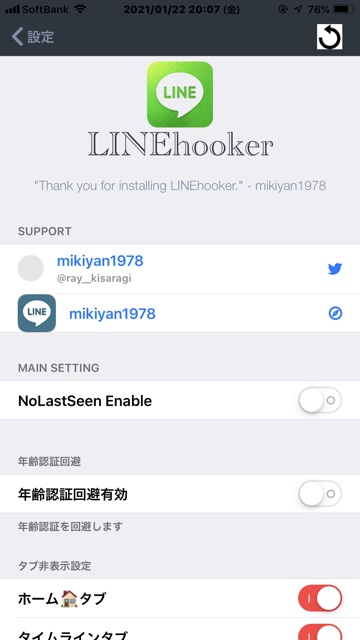 SoftBank 2021/01/22 20:07 (金) 76%
設定
LINE
LINEhooker
"Thank you for installing LINEhooker." - mikiyan1978
SUPPORT
mikiyan1978
@ray__kisaragi
LINE
mikiyan1978
MAIN SETTING
NoLastSeen Enable
年齢認証回避
年齢認証回避有効
年齢認証を回避します
タブ非表示設定
ホーム🏠タブ
タイムラインタブ